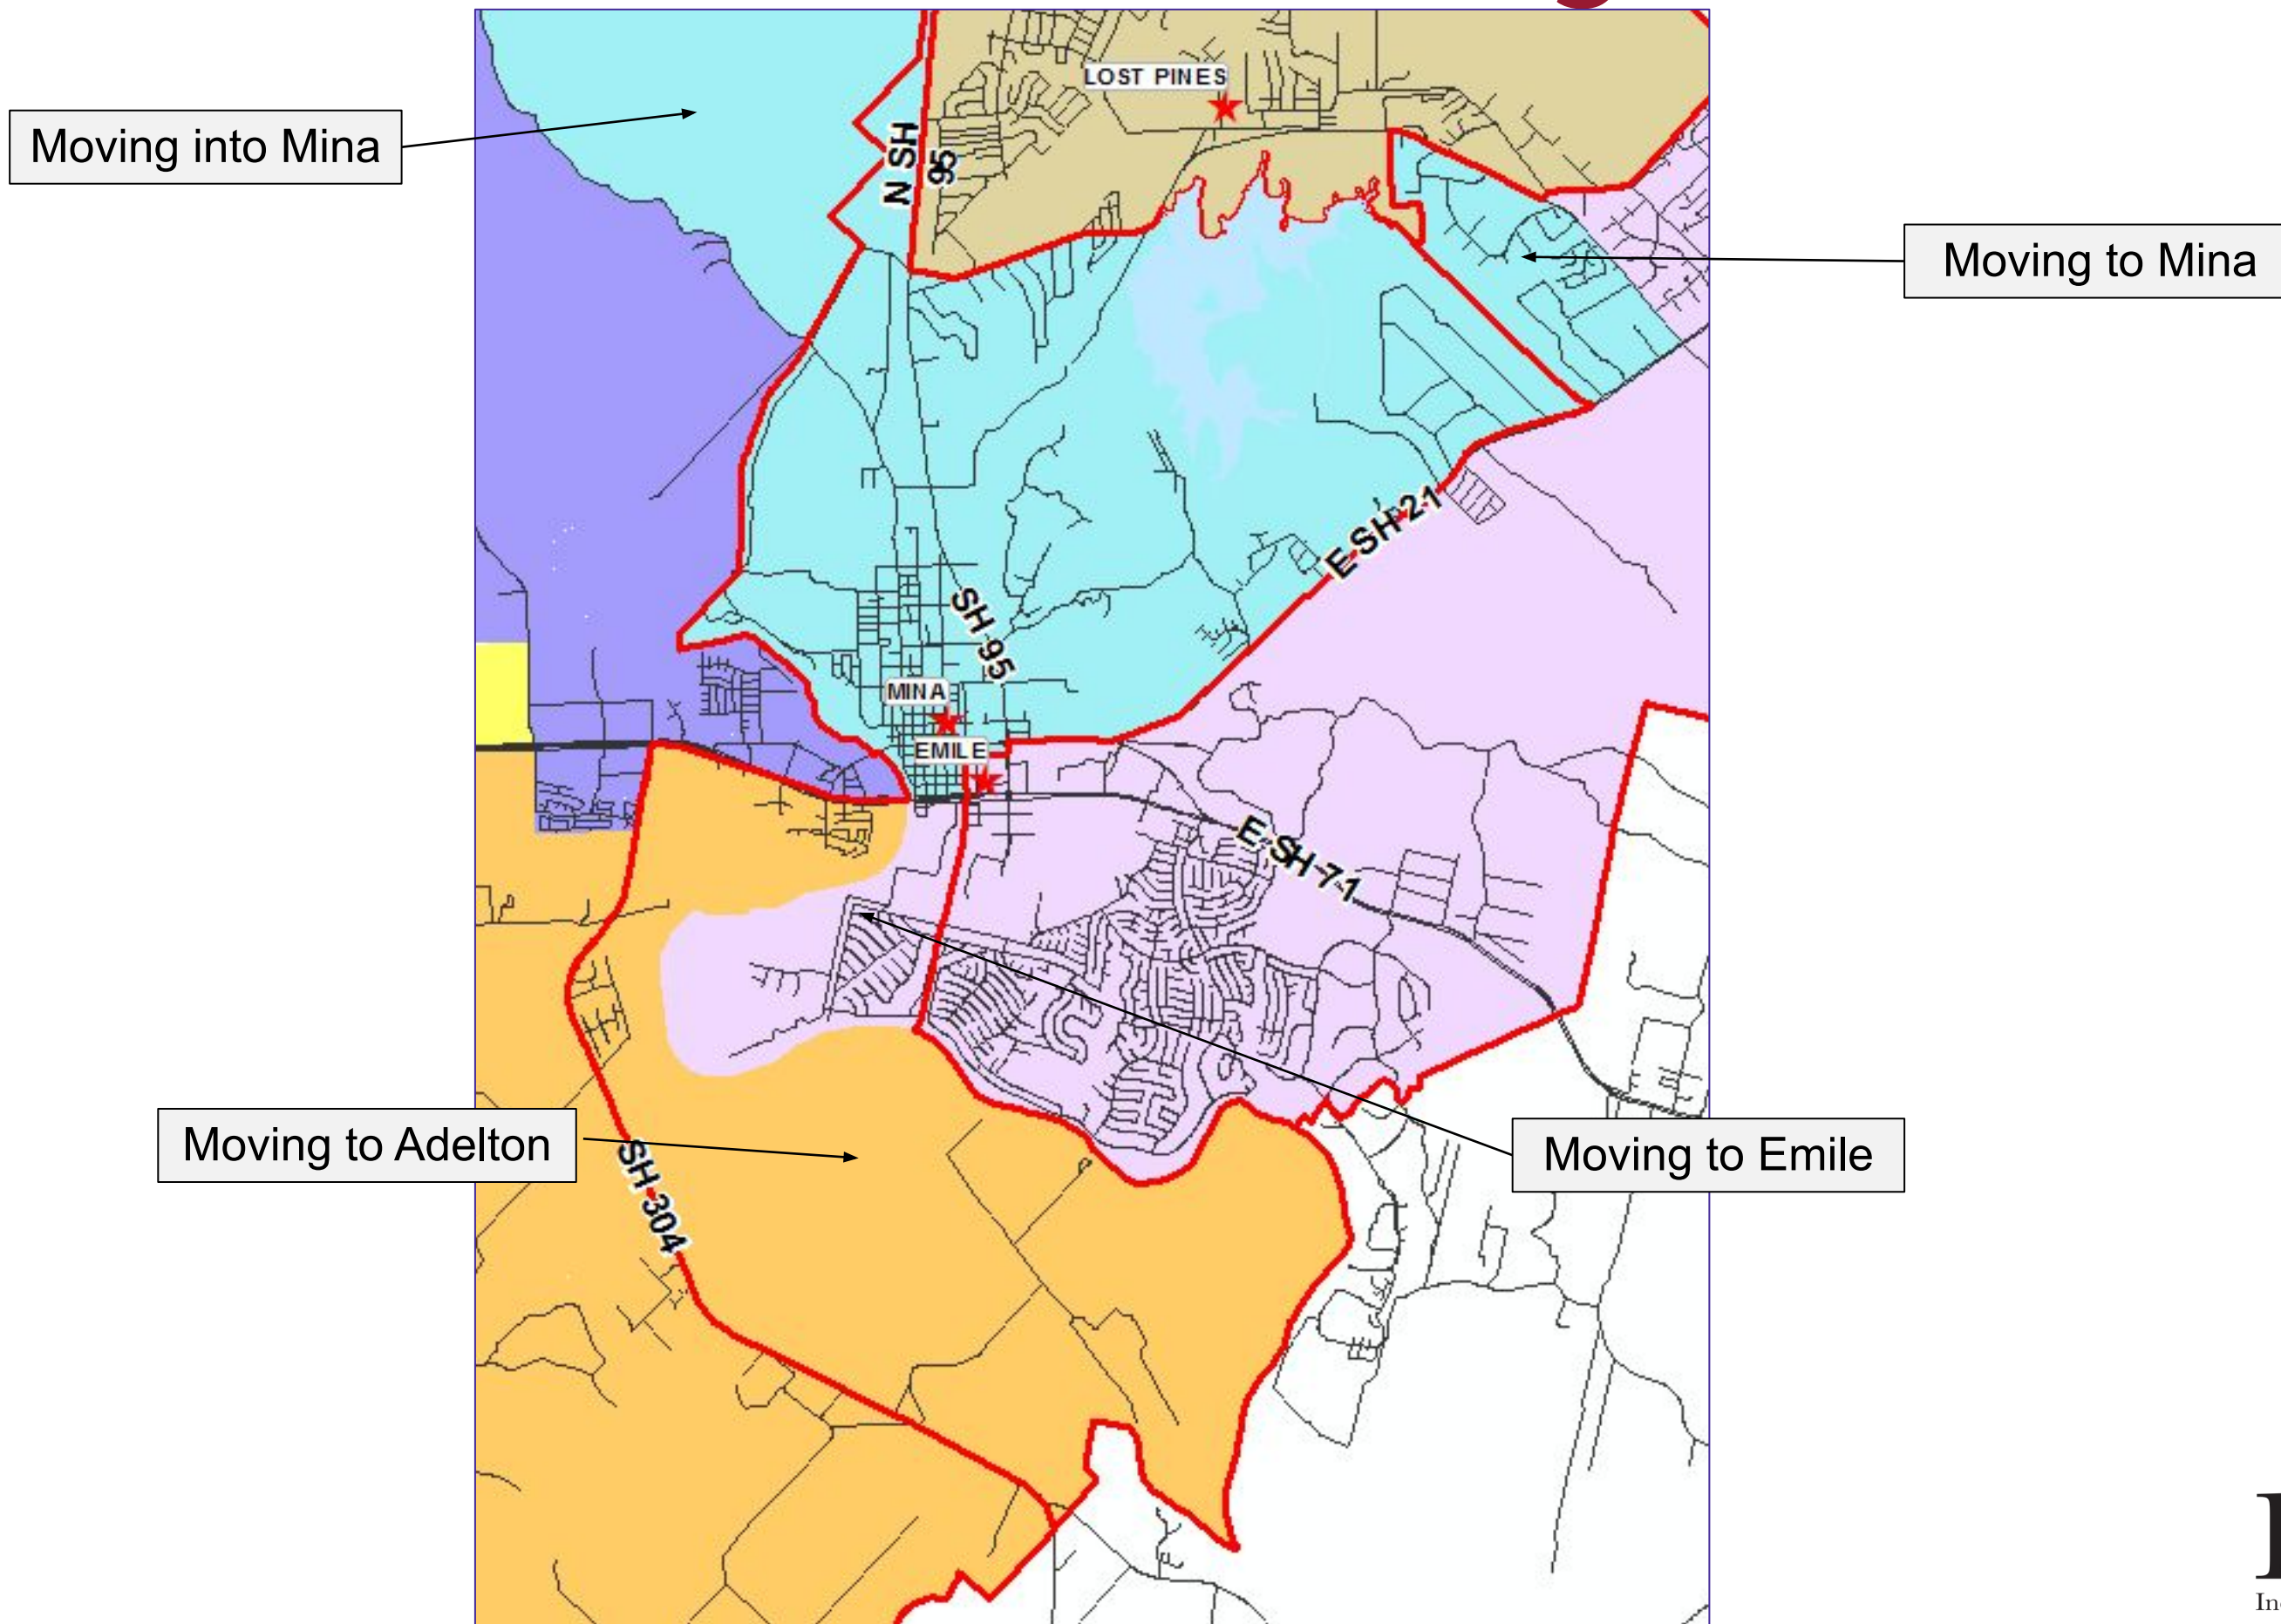 LOST PINES
Moving into Mina
N SH
95
Moving to Mina
E SH 21
SH 95
MINA
EMILE
E SH 71
Moving to Adelton
Moving to Emile
SH 304